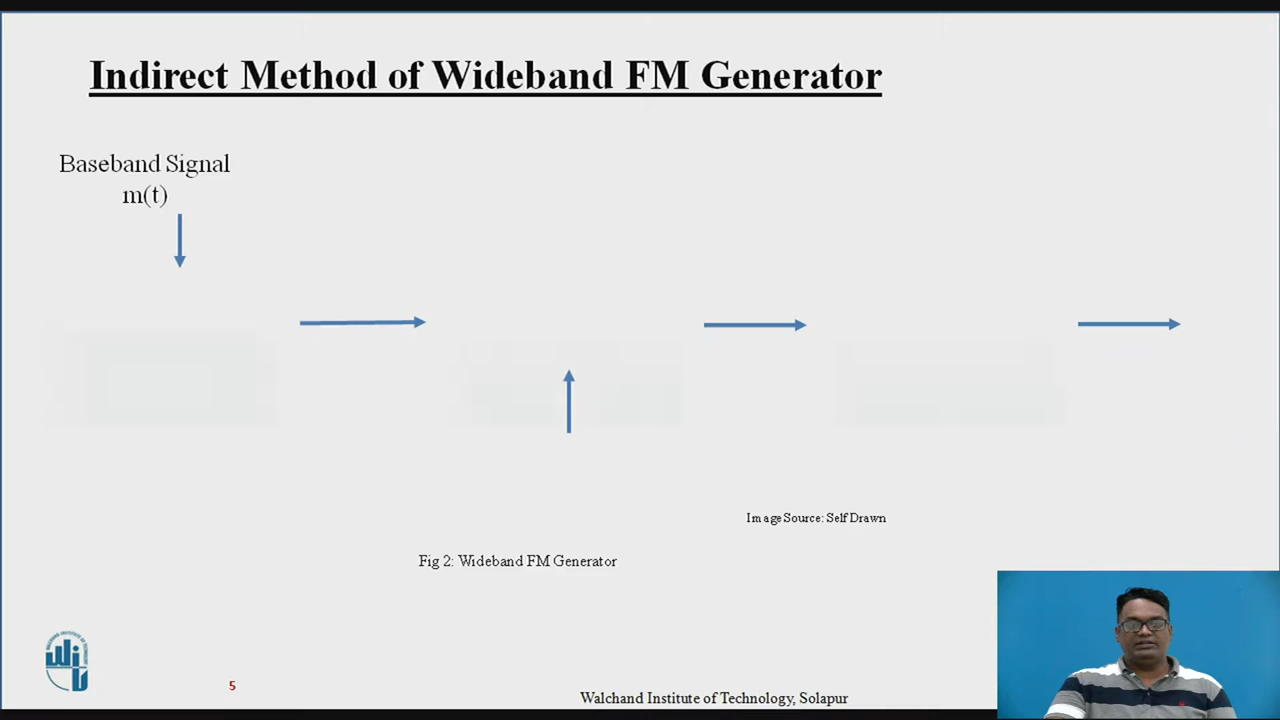 Indirect Method of Wideband FM Generator
Baseband Signal
m(t)
Image Source: Self Drawn
Fig 2: Wideband FM Generator
5
Walchand Institute of Technology, Solapur